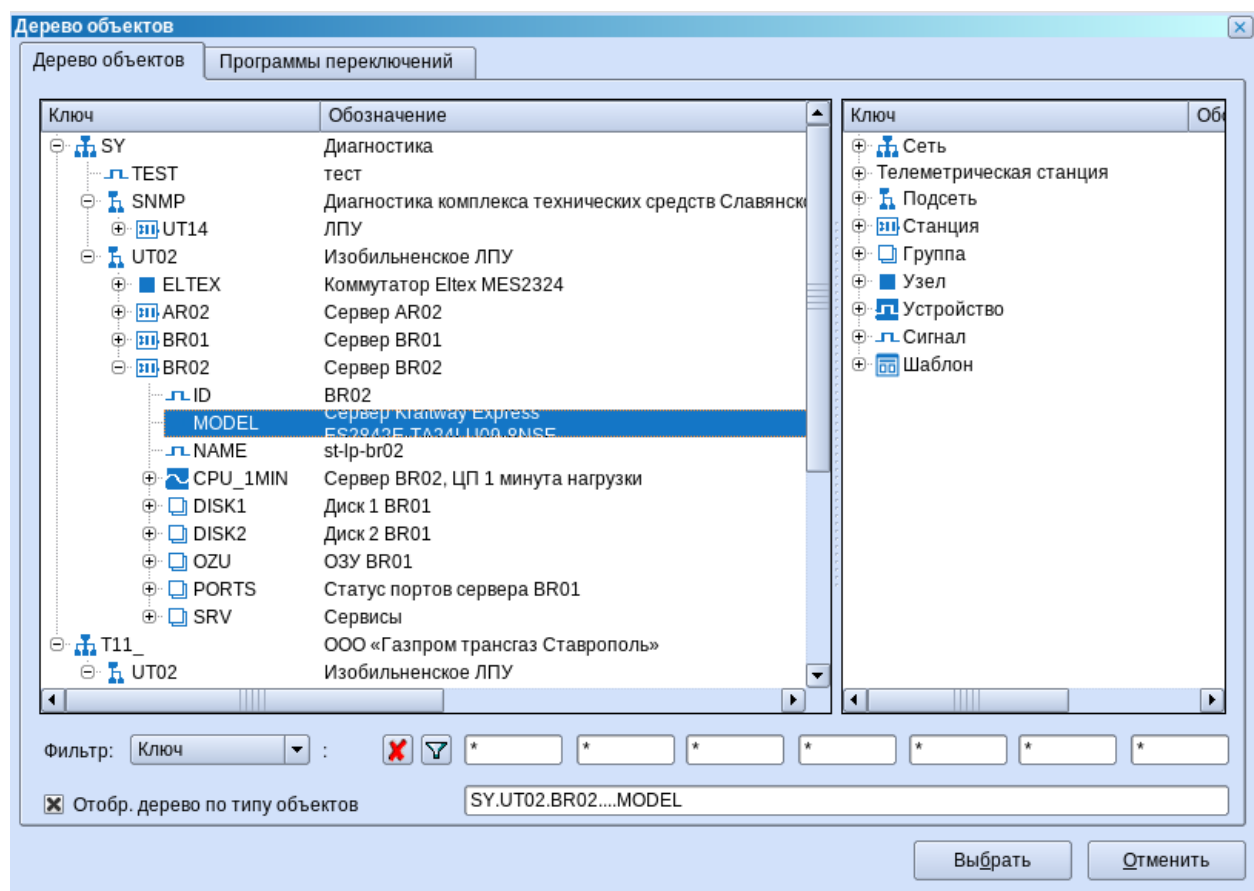 Дерево объектов
Дерево объектов Программы переключений
Ключ Обозначение
SY Диагностика
TEST тест
SNMP Диагностика комплекса технических средств
UT14 ЛПУ
UT02 Изобильненское ЛПУ
ELTEX Коммутатор Eltex MES2324
AR02 Сервер AR02
BR01 Сервер BR01
BR02 Сервер BR02
ID BR02
MODEL Сервер Kraftway Express
NAME st-lp-br02
CPU_1MIN Сервер BR02, ЦП 1 минута нагрузки
DISK1 Диск 1 BR01
DISK2 Диск 2 BR01
OZU ОЗУ BR01
PORTS Статус портов сервера BR01
SRV Сервисы
T11_ ООО «Газпром трансгаз Ставрополь»
UT02 Изобильненское ЛПУ
Ключ
Сеть
Телеметрическая станция
Подсеть
Станция
Группа
Узел
Устройство
Сигнал
Шаблон
Фильтр: Ключ : * * * * * * *
Отобр. дерево по типу объектов SY.UT02.BR02....MODEL
Выбрать Отменить